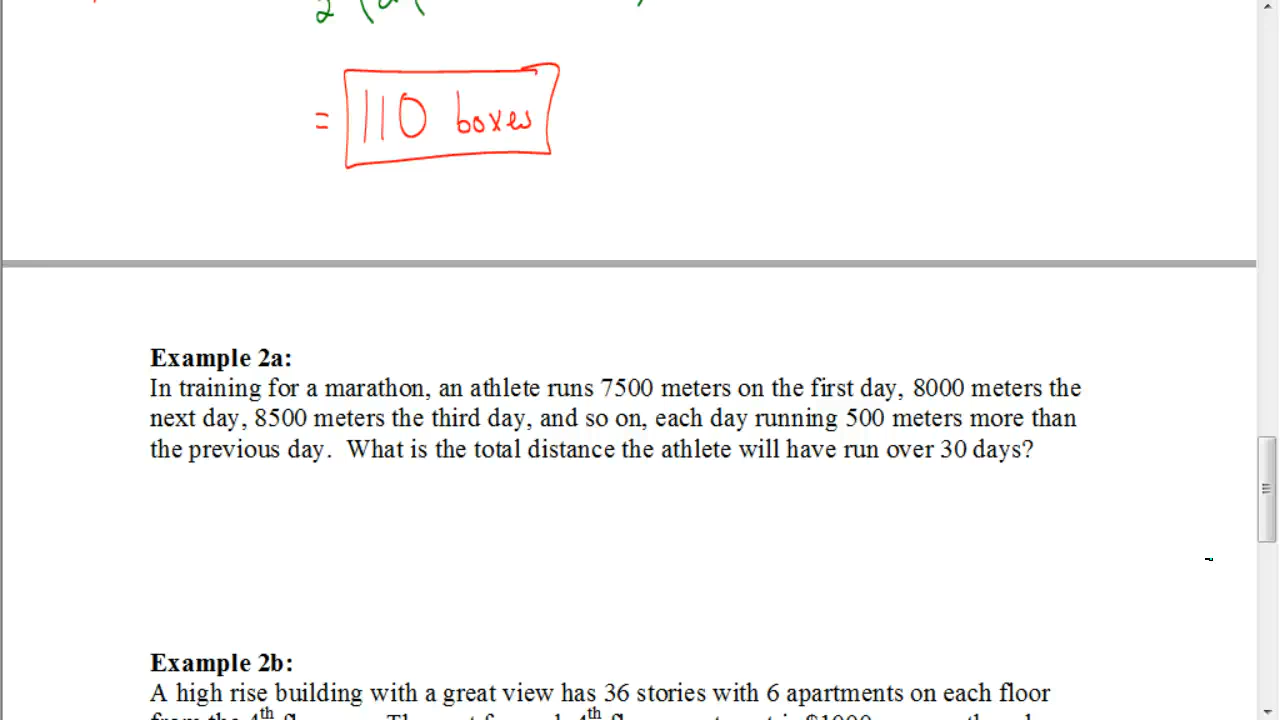 = 110 boxes
Example 2a:
In training for a marathon, an athlete runs 7500 meters on the first day, 8000 meters the
next day, 8500 meters the third day, and so on, each day running 500 meters more than
the previous day. What is the total distance the athlete will have run over 30 days?
Example 2b:
A high rise building with a great view has 36 stories with 6 apartments on each floor